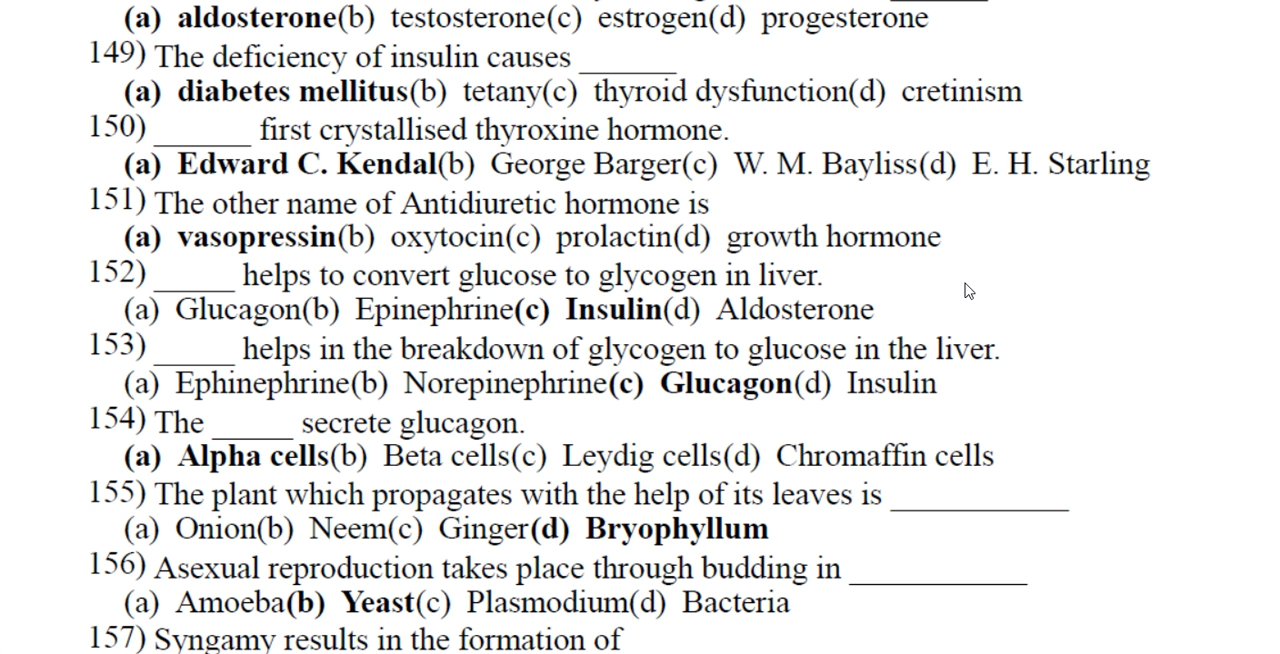 (a) aldosterone(b) testosterone(c) estrogen(d) progesterone
149) The deficiency of insulin causes ______
(a) diabetes mellitus(b) tetany(c) thyroid dysfunction(d) cretinism
150) ______ first crystallised thyroxine hormone.
(a) Edward C. Kendal(b) George Barger(c) W. M. Bayliss(d) E. H. Starling
151) The other name of Antidiuretic hormone is
(a) vasopressin(b) oxytocin(c) prolactin(d) growth hormone
152) _____ helps to convert glucose to glycogen in liver.
(a) Glucagon(b) Epinephrine(c) Insulin(d) Aldosterone
153) _____ helps in the breakdown of glycogen to glucose in the liver.
(a) Ephinephrine(b) Norepinephrine(c) Glucagon(d) Insulin
154) The _____ secrete glucagon.
(a) Alpha cells(b) Beta cells(c) Leydig cells(d) Chromaffin cells
155) The plant which propagates with the help of its leaves is ___________
(a) Onion(b) Neem(c) Ginger(d) Bryophyllum
156) Asexual reproduction takes place through budding in ___________
(a) Amoeba(b) Yeast(c) Plasmodium(d) Bacteria
157) Syngamy results in the formation of